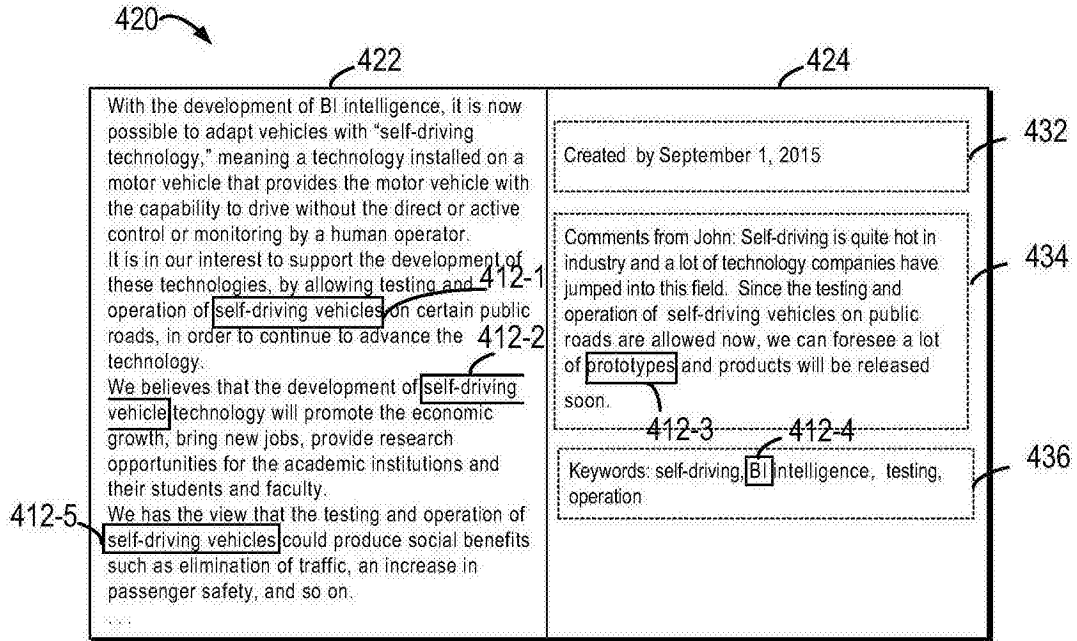 420
422
424
With the development of BI intelligence, it is now
possible to adapt vehicles with “self-driving
technology,” meaning a technology installed on a
motor vehicle that provides the motor vehicle with
the capability to drive without the direct or active
control or monitoring by a human operator.
It is in our interest to support the development of
these technologies, by allowing testing and
412-1
operation of self-driving vehicles on certain public
roads, in order to continue to advance the
412-2
technology.
We believes that the development of self-driving
vehicle technology will promote the economic
growth, bring new jobs, provide research
opportunities for the academic institutions and
their students and faculty.
We has the view that the testing and operation of
412-5
self-driving vehicles could produce social benefits
such as elimination of traffic, an increase in
passenger safety, and so on.
. . .
432
Created by September 1, 2015
434
Comments from John: Self-driving is quite hot in
industry and a lot of technology companies have
jumped into this field. Since the testing and
operation of self-driving vehicles on public
roads are allowed now, we can foresee a lot
of prototypes and products will be released
soon.
412-3
412-4
436
Keywords: self-driving, BI intelligence, testing,
operation